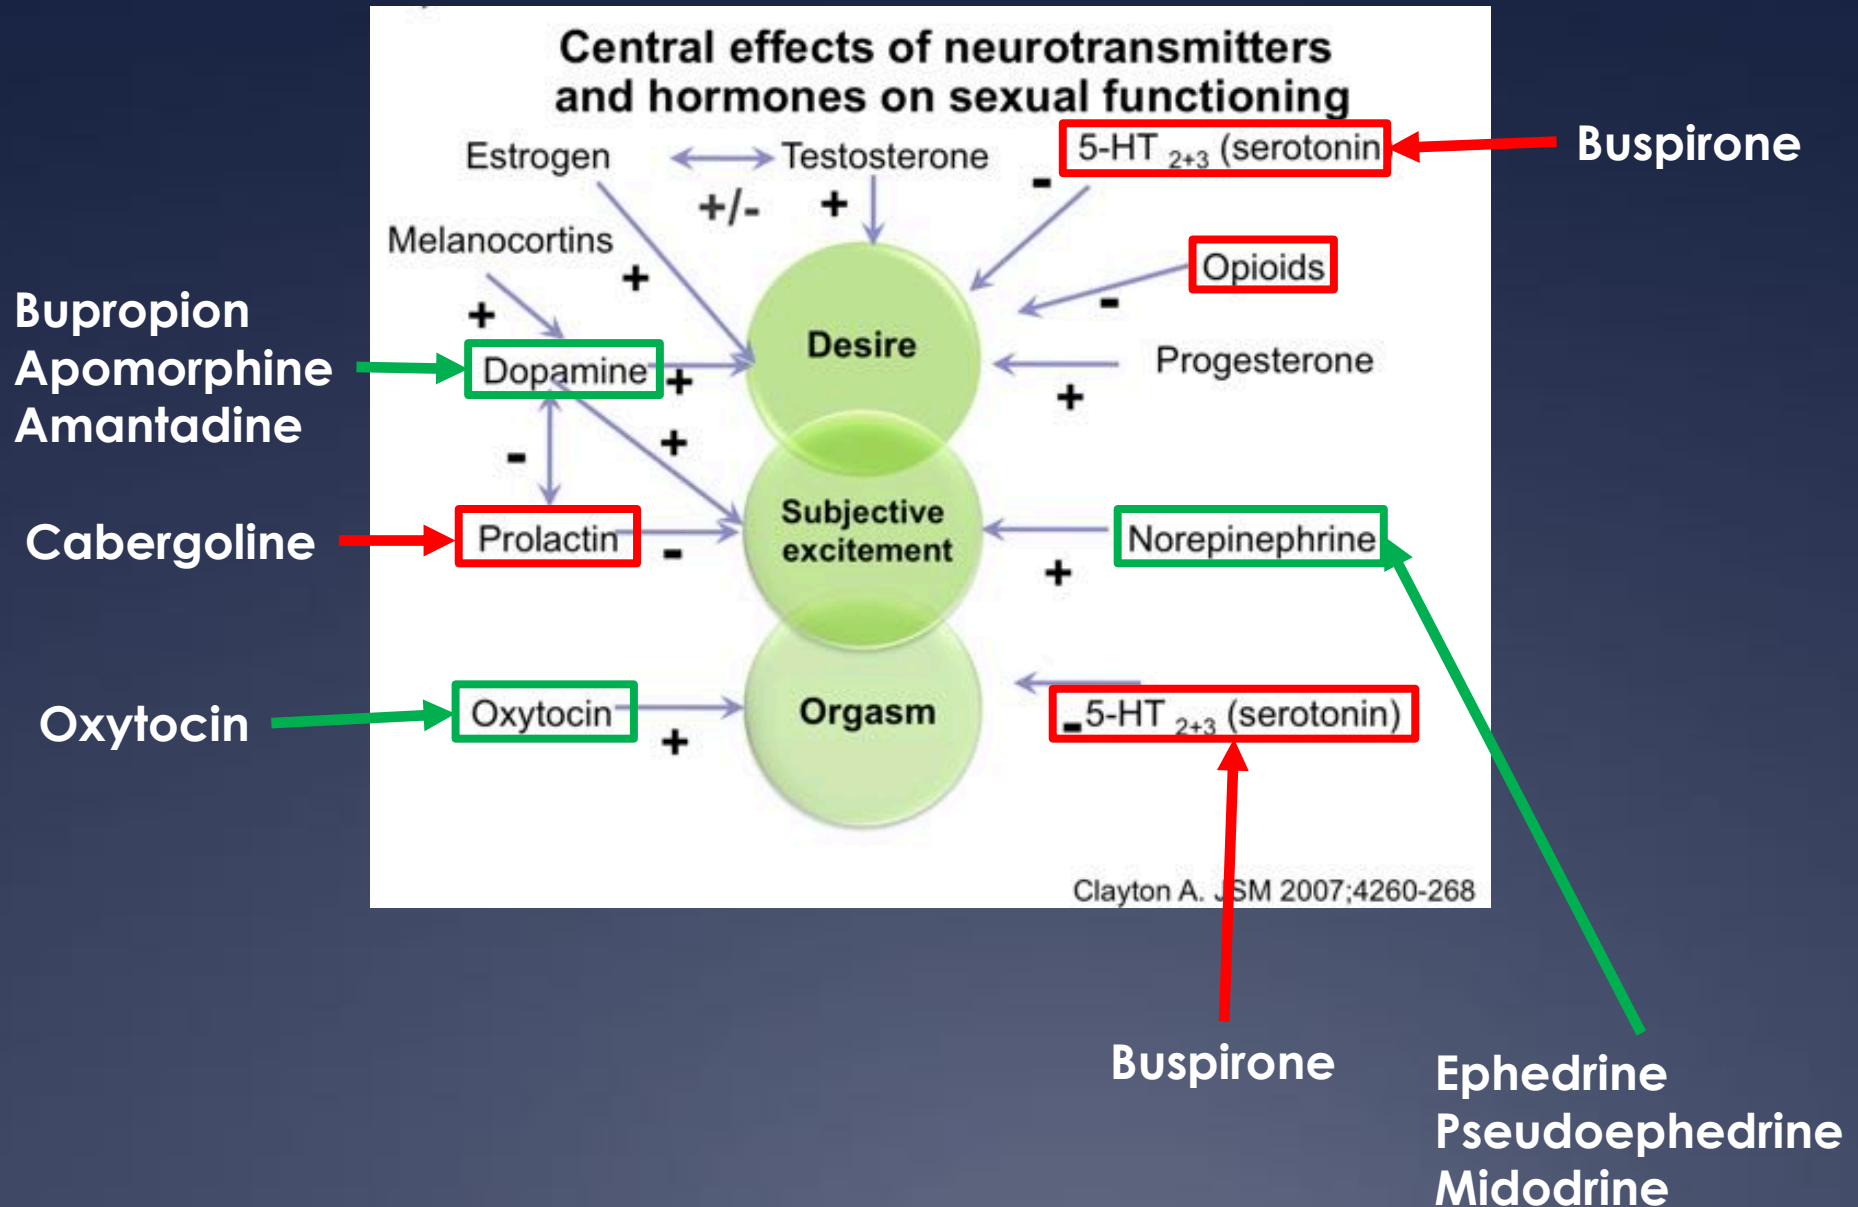 Central effects of neurotransmitters
and hormones on sexual functioning
Estrogen
Testosterone
5-HT 2+3 (serotonin
Buspirone
-
+/-
+
Melanocortins
+
Opioids
-
+
Bupropion
Apomorphine
Amantadine
Dopamine
+
Desire
Progesterone
+
+
-
Cabergoline
Prolactin
-
Subjective
excitement
Norepinephrine
+
Oxytocin
Oxytocin
+
Orgasm
-5-HT 2+3 (serotonin)
Clayton A. JSM 2007;4260-268
Buspirone
Ephedrine
Pseudoephedrine
Midodrine